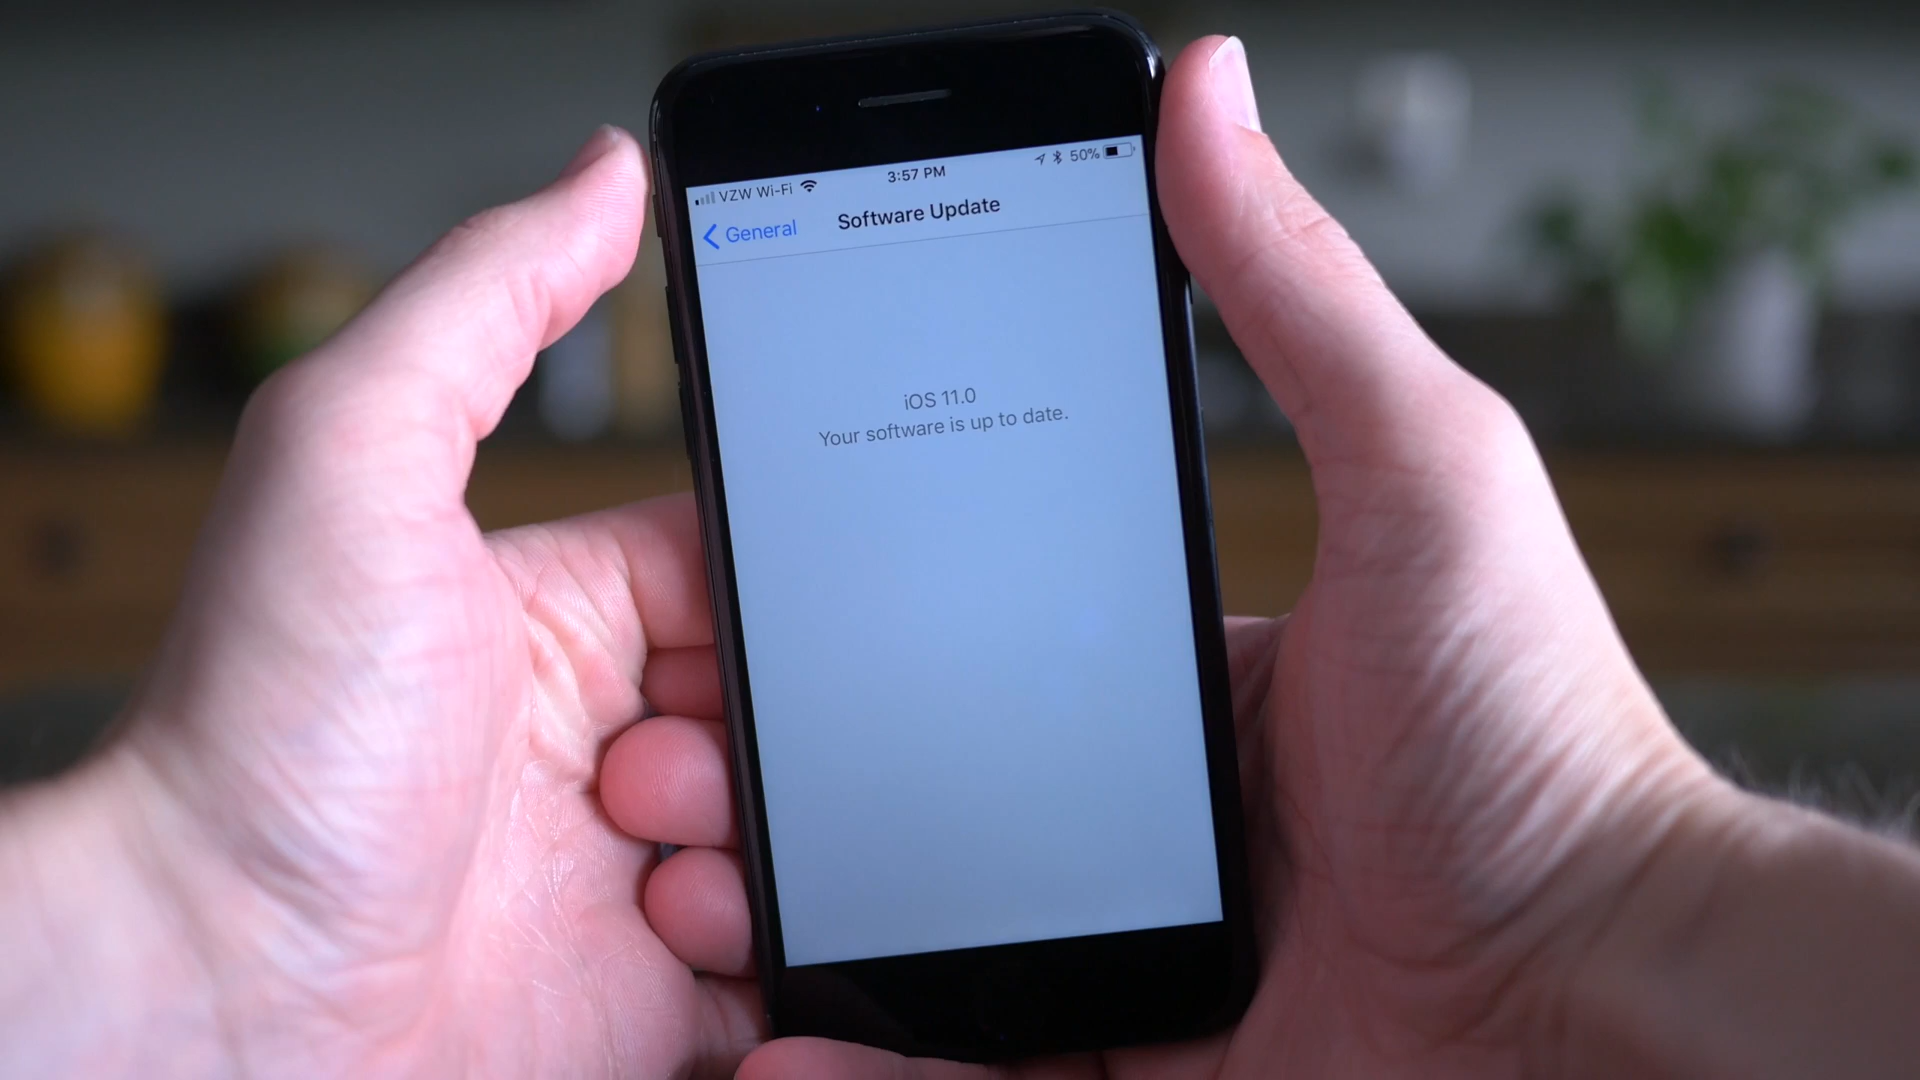 VZW Wi-Fi 3:57 PM 50%
General Software Update
iOS 11.0
Your software is up to date.